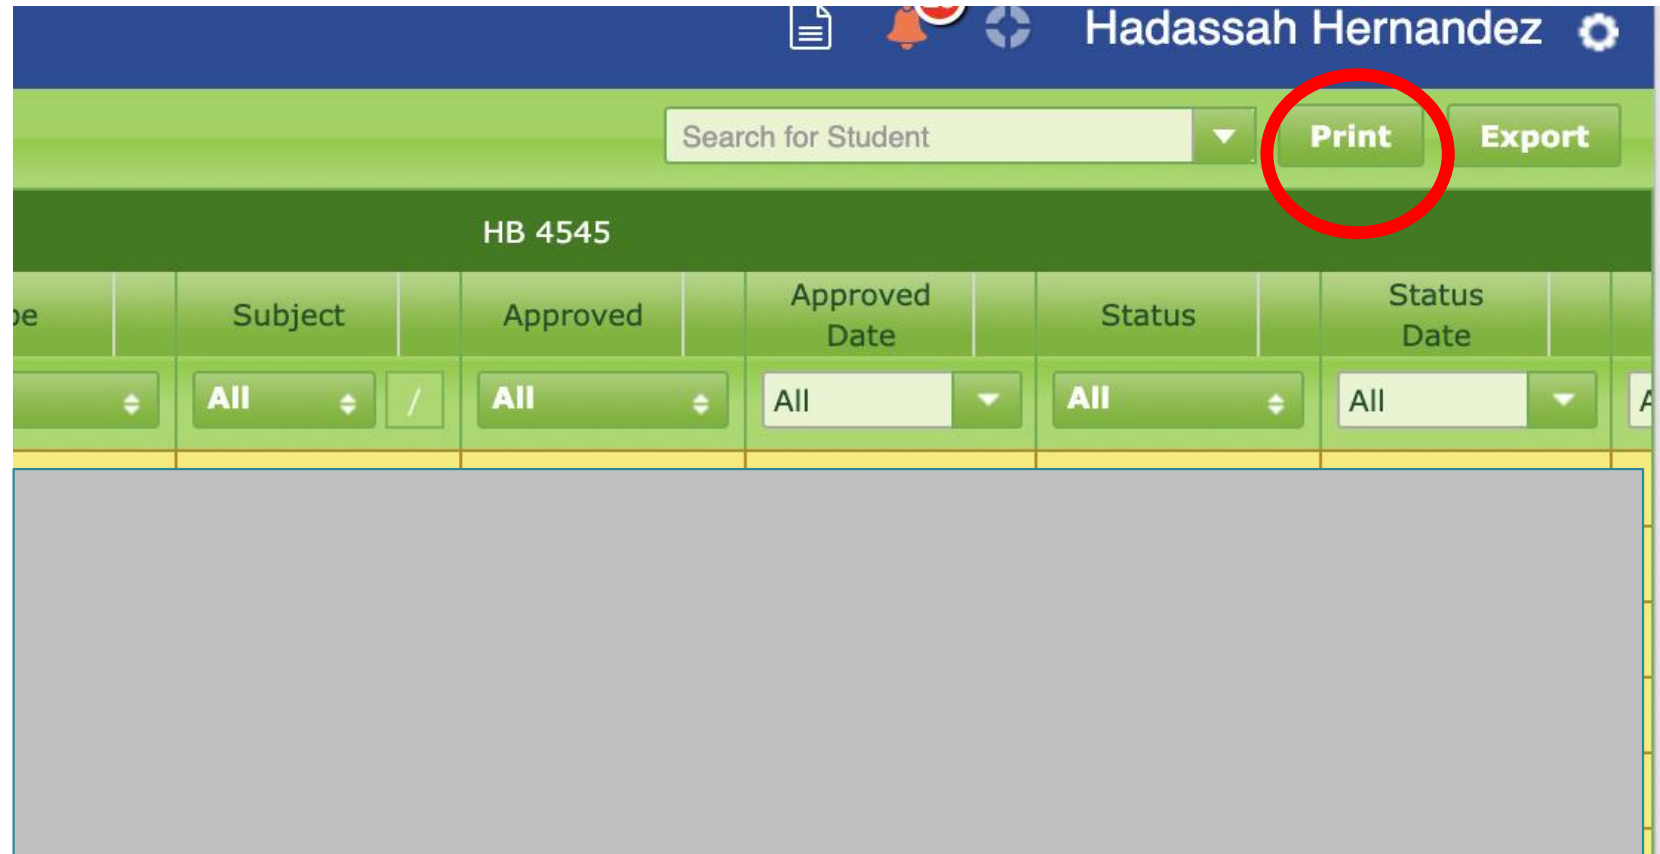 Hadassah Hernandez
Search for Student
Print
Export
HB 4545
Subject
Approved
Approved
Date
Status
Status
Date
All
/
All
All
All
All